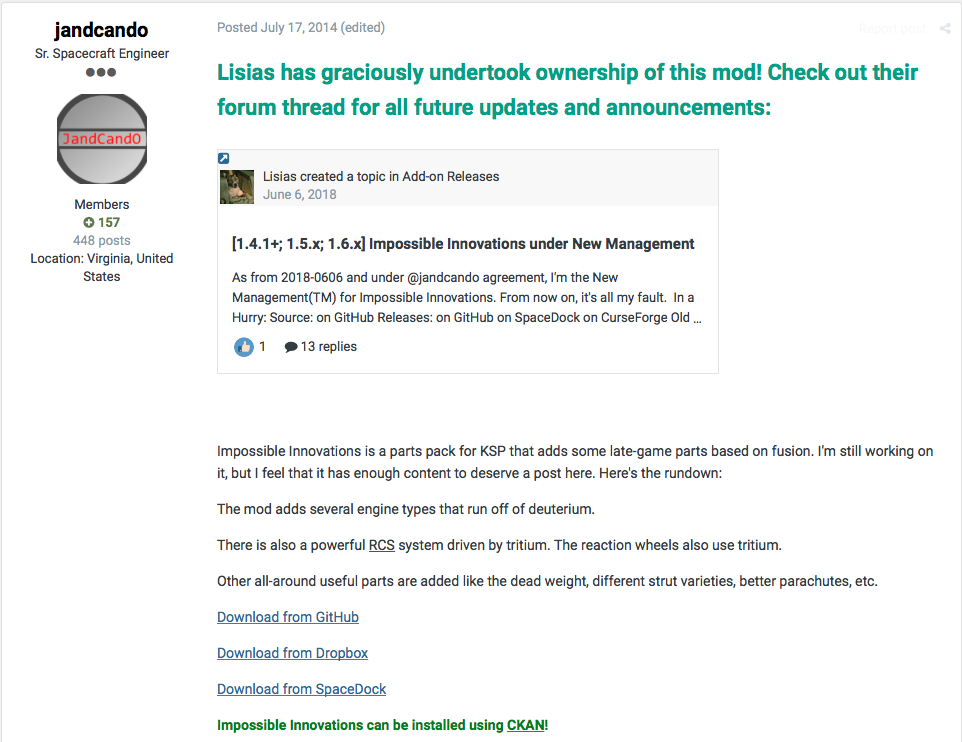 jandcando
Sr. Spacecraft Engineer
JandCandO
Members
157
448 posts
Location: Virginia, United
States
Posted July 17, 2014 (edited)
Report post
Lisias has graciously undertook ownership of this mod! Check out their
forum thread for all future updates and announcements:
Lisias created a topic in Add-on Releases
June 6, 2018
[1.4.1+; 1.5.x; 1.6.x] Impossible Innovations under New Management
As from 2018-0606 and under @jandcando agreement, I'm the New
Management(TM) for Impossible Innovations. From now on, it's all my fault.  In a
Hurry: Source: on GitHub Releases: on GitHub on SpaceDock on CurseForge Old ...
1 13 replies
Impossible Innovations is a parts pack for KSP that adds some late-game parts based on fusion. I'm still working on
it, but I feel that it has enough content to deserve a post here. Here's the rundown:
The mod adds several engine types that run off of deuterium.
There is also a powerful RCS system driven by tritium. The reaction wheels also use tritium.
Other all-around useful parts are added like the dead weight, different strut varieties, better parachutes, etc.
Download from GitHub
Download from Dropbox
Download from SpaceDock
Impossible Innovations can be installed using CKAN!